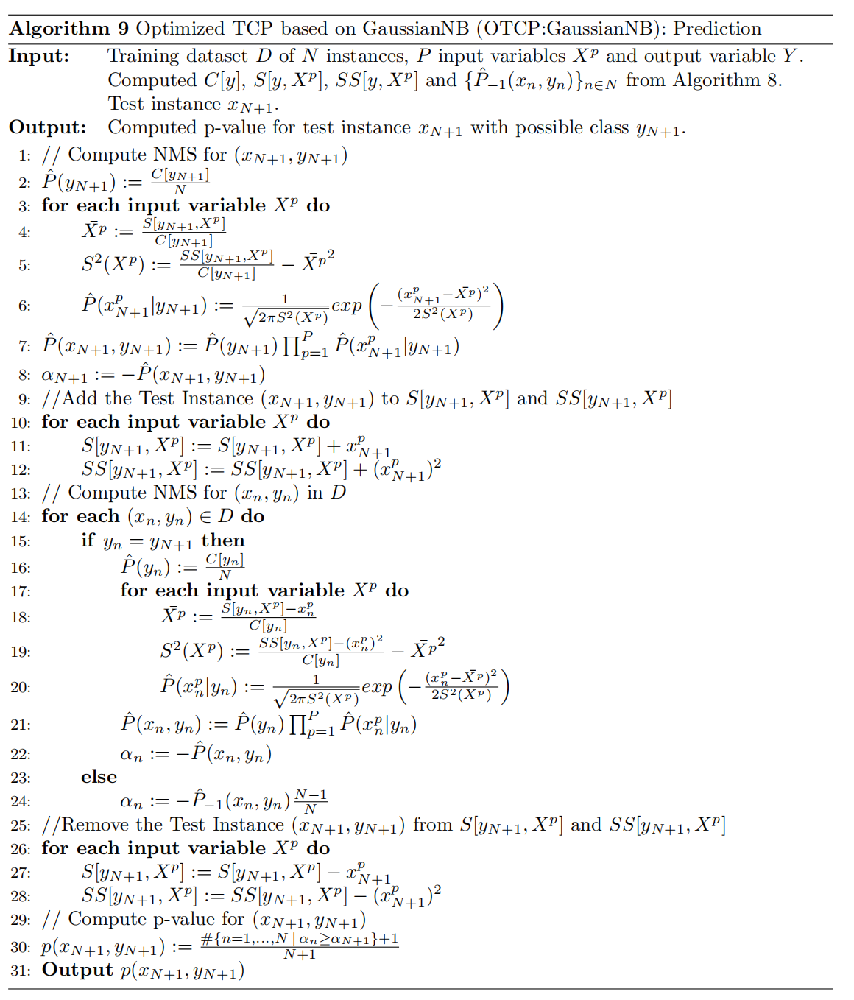 Algorithm 9 Optimized TCP based on GaussianNB (OTCP:GaussianNB): Prediction
Input: Training dataset $D$ of $N$ instances, $P$ input variables $X^p$ and output variable $Y$.
Computed $C[y]$, $S[y, X^p]$, $SS[y, X^p]$ and $\{\hat{P}_{-1}(x_n, y_n)\}_{n \in N}$ from Algorithm 8.
Test instance $x_{N+1}$.
Output: Computed p-value for test instance $x_{N+1}$ with possible class $y_{N+1}$.
1: // Compute NMS for $(x_{N+1}, y_{N+1})$
2: $\hat{P}(y_{N+1}) := \frac{C[y_{N+1}]}{N}$
3: for each input variable $X^p$ do
4: $\bar{X^p} := \frac{S[y_{N+1}, X^p]}{C[y_{N+1}]}$
5: $S^2(X^p) := \frac{SS[y_{N+1}, X^p]}{C[y_{N+1}]} - \bar{X^p}^2$
6: $\hat{P}(x^p_{N+1}|y_{N+1}) := \frac{1}{\sqrt{2\pi S^2(X^p)}} exp\left(-\frac{(x^p_{N+1} - \bar{X^p})^2}{2S^2(X^p)}\right)$
7: $\hat{P}(x_{N+1}, y_{N+1}) := \hat{P}(y_{N+1}) \prod_{p=1}^{P} \hat{P}(x^p_{N+1}|y_{N+1})$
8: $\alpha_{N+1} := -\hat{P}(x_{N+1}, y_{N+1})$
9: //Add the Test Instance $(x_{N+1}, y_{N+1})$ to $S[y_{N+1}, X^p]$ and $SS[y_{N+1}, X^p]$
10: for each input variable $X^p$ do
11: $S[y_{N+1}, X^p] := S[y_{N+1}, X^p] + x^p_{N+1}$
12: $SS[y_{N+1}, X^p] := SS[y_{N+1}, X^p] + (x^p_{N+1})^2$
13: // Compute NMS for $(x_n, y_n)$ in $D$
14: for each $(x_n, y_n) \in D$ do
15: if $y_n = y_{N+1}$ then
16: $\hat{P}(y_n) := \frac{C[y_n]}{N}$
17: for each input variable $X^p$ do
18: $\bar{X^p} := \frac{S[y_n, X^p] - x^p_n}{C[y_n]}$
19: $S^2(X^p) := \frac{SS[y_n, X^p] - (x^p_n)^2}{C[y_n]} - \bar{X^p}^2$
20: $\hat{P}(x^p_n|y_n) := \frac{1}{\sqrt{2\pi S^2(X^p)}} exp\left(-\frac{(x^p_n - \bar{X^p})^2}{2S^2(X^p)}\right)$
21: $\hat{P}(x_n, y_n) := \hat{P}(y_n) \prod_{p=1}^{P} \hat{P}(x^p_n|y_n)$
22: $\alpha_n := -\hat{P}(x_n, y_n)$
23: else
24: $\alpha_n := -\hat{P}_{-1}(x_n, y_n) \frac{N-1}{N}$
25: //Remove the Test Instance $(x_{N+1}, y_{N+1})$ from $S[y_{N+1}, X^p]$ and $SS[y_{N+1}, X^p]$
26: for each input variable $X^p$ do
27: $S[y_{N+1}, X^p] := S[y_{N+1}, X^p] - x^p_{N+1}$
28: $SS[y_{N+1}, X^p] := SS[y_{N+1}, X^p] - (x^p_{N+1})^2$
29: // Compute p-value for $(x_{N+1}, y_{N+1})$
30: $p(x_{N+1}, y_{N+1}) := \frac{\#\{n=1,...,N \mid \alpha_n \geq \alpha_{N+1}\}+1}{N+1}$
31: Output $p(x_{N+1}, y_{N+1})$